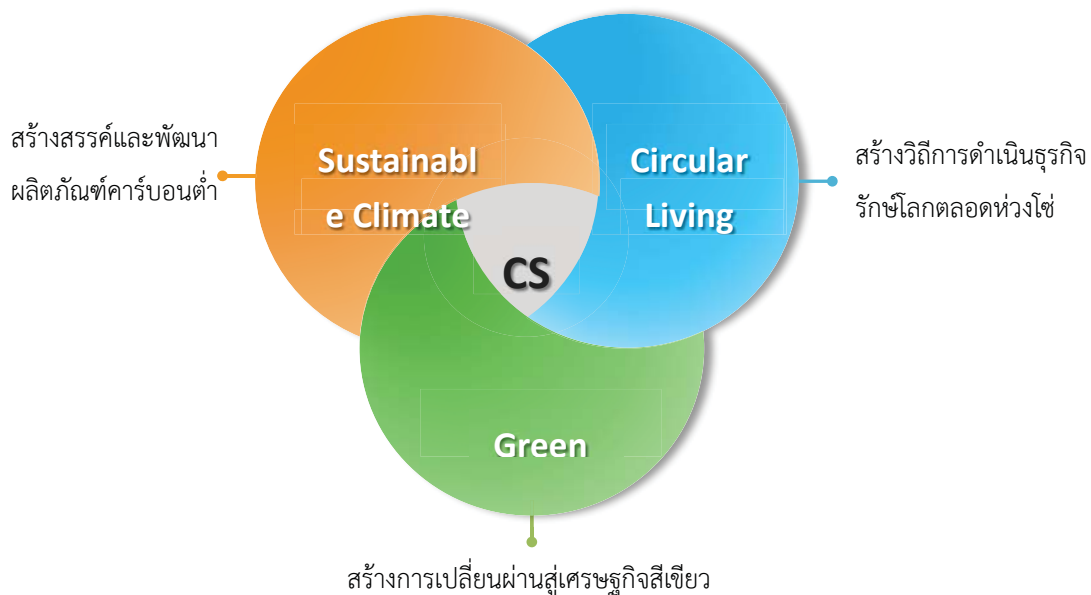 สร้างสรรค์และพัฒนา
ผลิตภัณฑ์คาร์บอนต่ำ
Sustainabl
e Climate
Circular
Living
สร้างวิถีการดำเนินธุรกิจ
รักษ์โลกตลอดห่วงโซ่
CS
Green
สร้างการเปลี่ยนผ่านสู่เศรษฐกิจสีเขียว